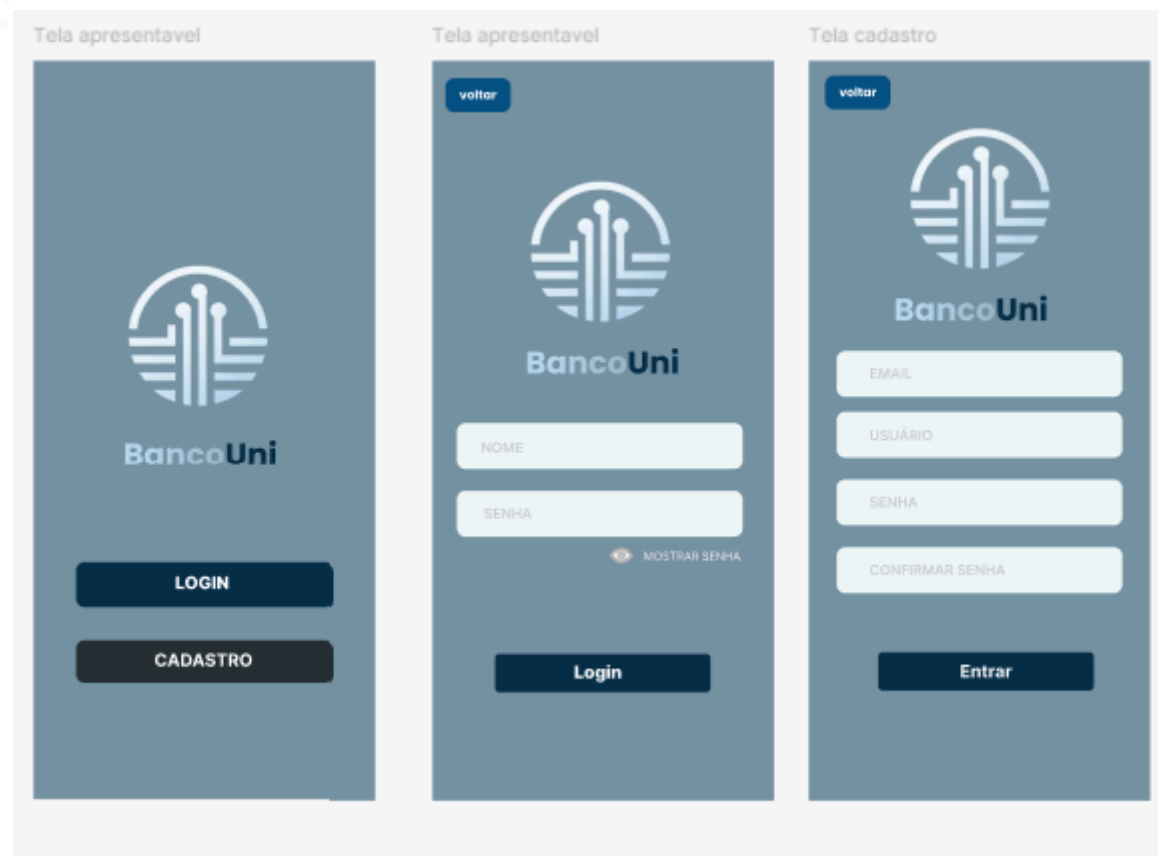 Tela apresentavel
BancoUni
LOGIN
CADASTRO
Tela apresentavel
voltar
BancoUni
NOME
SENHA
MOSTRAR SENHA
Login
Tela cadastro
voltar
BancoUni
EMAIL
USUÁRIO
SENHA
CONFIRMAR SENHA
Entrar